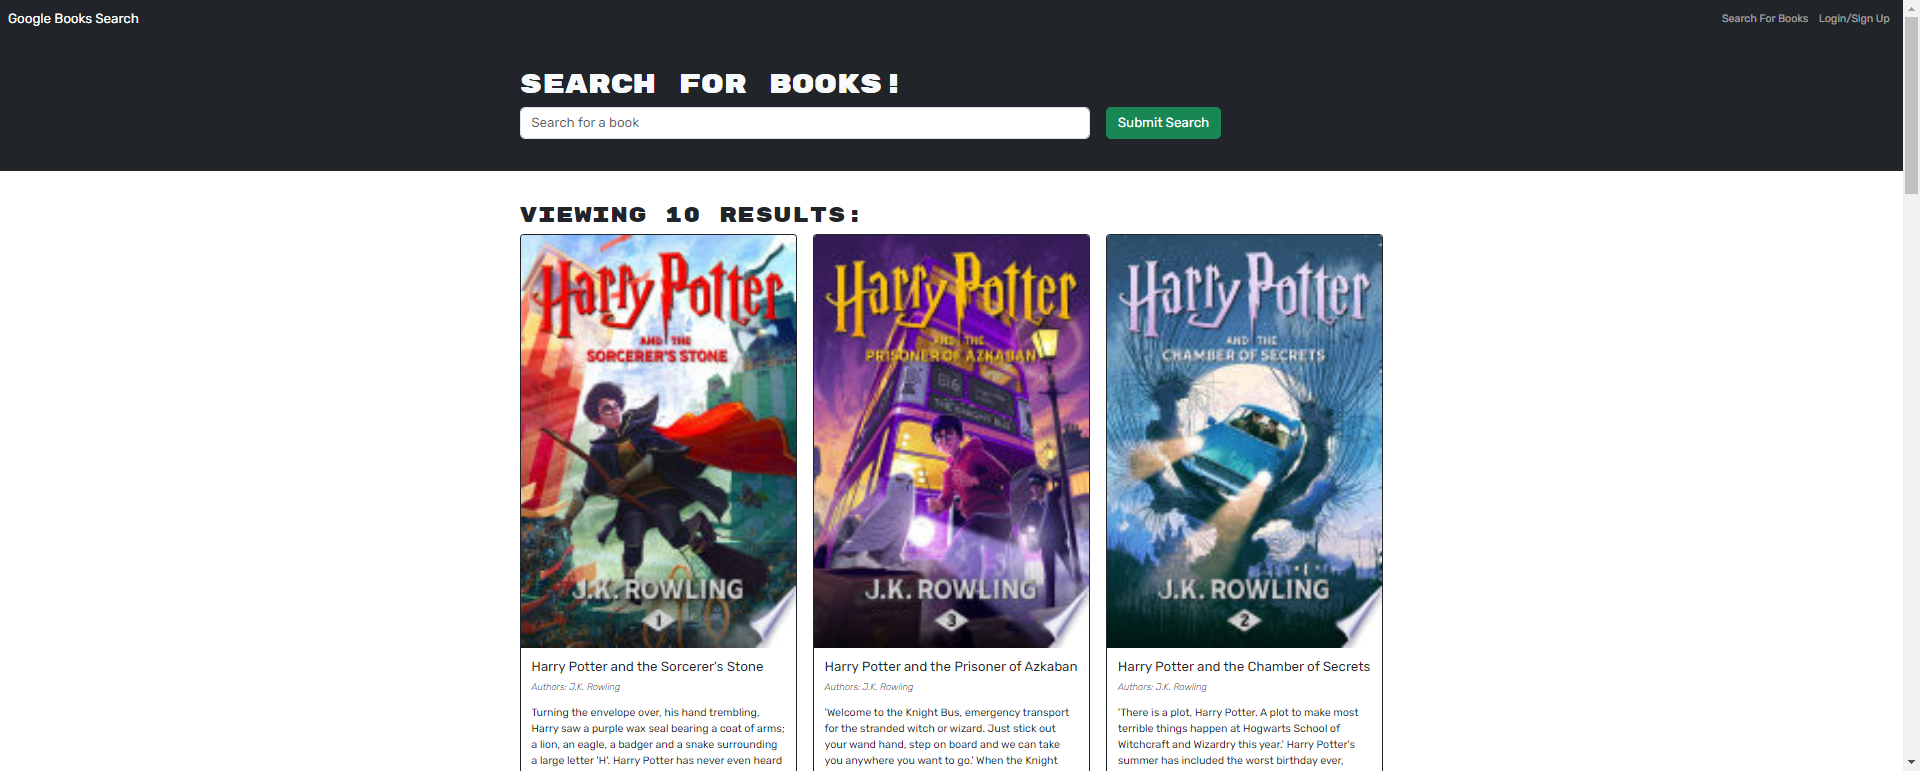 Google Books Search
Search For Books
Login/Sign Up
SEARCH FOR BOOKS!
Search for a book
Submit Search
VIEWING 10 RESULTS:
Harry Potter
AND THE
SORCERER'S STONE
J.K. ROWLING
1
Harry Potter and the Sorcerer's Stone
Authors: J.K. Rowling
Turning the envelope over, his hand trembling,
Harry saw a purple wax seal bearing a coat of arms;
a lion, an eagle, a badger and a snake surrounding
a large letter 'H'. Harry Potter has never even heard
Harry Potter
AND THE
PRISONER OF AZKABAN
THE KNIGHT BUS
J.K. ROWLING
3
Harry Potter and the Prisoner of Azkaban
Authors: J.K. Rowling
'Welcome to the Knight Bus, emergency transport
for the stranded witch or wizard. Just stick out
your wand hand, step on board and we can take
you anywhere you want to go.' When the Knight
Harry Potter
AND THE
CHAMBER OF SECRETS
J.K. ROWLING
2
Harry Potter and the Chamber of Secrets
Authors: J.K. Rowling
'There is a plot, Harry Potter. A plot to make most
terrible things happen at Hogwarts School of
Witchcraft and Wizardry this year.' Harry Potter's
summer has included the worst birthday ever,